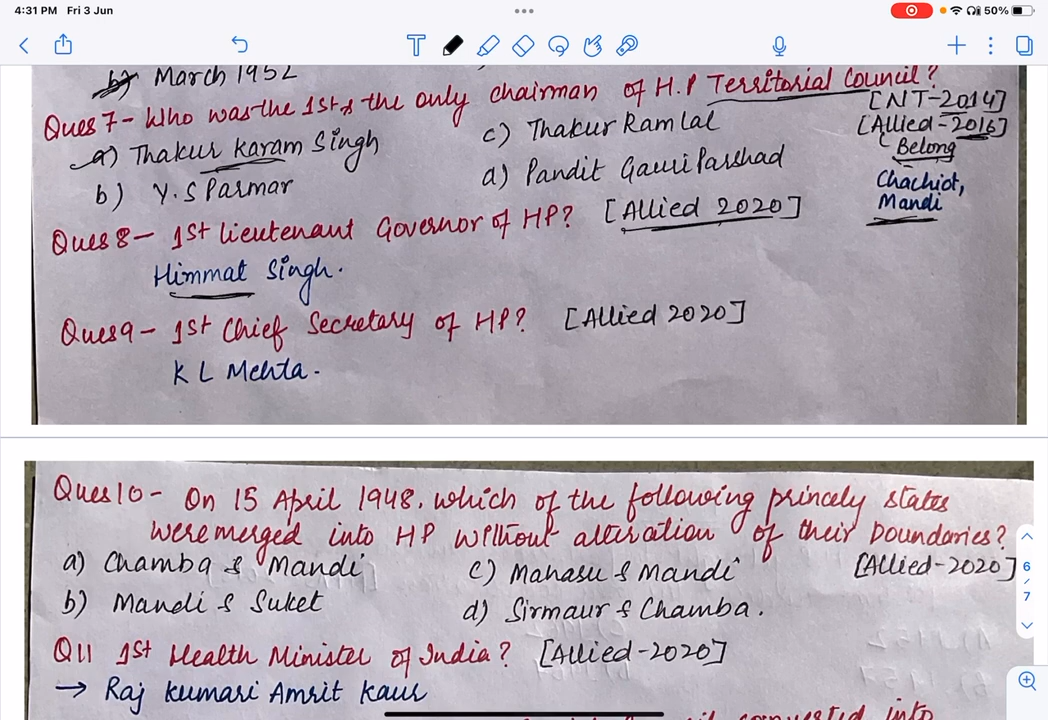 4:31 PM Fri 3 Jun
50%
b) March 1952
Ques 7- Who was the 1st & the only chairman of H.P Territorial Council?
[NT-2014]
[Allied-2016]
a) Thakur Karam Singh
c) Thakur Ram Lal
Belong
b) Y.S Parmar
d) Pandit Gauri Parshad
Chachiot,
Mandi
Ques 8- 1st lieutenant Governor of HP? [Allied 2020]
Himmat Singh.
Ques 9- 1st Chief Secretary of HP? [Allied 2020]
K L Mehta.
Ques 10- On 15 April 1948, which of the following princely states
were merged into HP without alteration of their boundaries?
a) Chamba & Mandi
c) Mahasu & Mandi
[Allied-2020]
b) Mandi & Suket
d) Sirmaur & Chamba.
6
/
7
Q11 1st Health Minister of India? [Allied-2020]
→ Raj Kumari Amrit Kaur
converted into